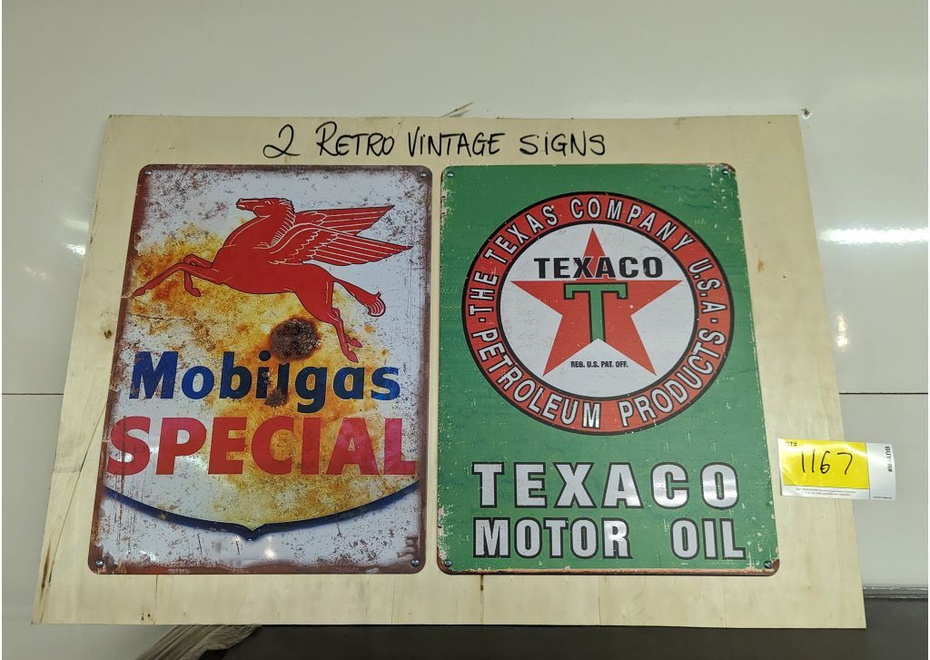 2 RETRO VINTAGE SIGNS
Mobilgas
SPECIAL
THE TEXAS COMPANY U.S.A.
PETROLEUM PRODUCTS
TEXACO
T
REG. U.S. PAT. OFF.
TEXACO
MOTOR OIL
1167